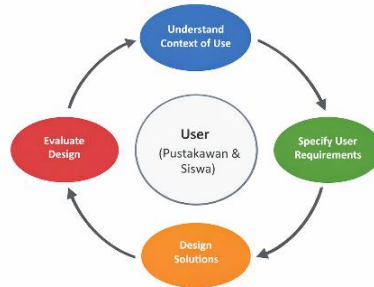 Understand
Context of Use
Evaluate
Design
User
(Pustakawan &
Siswa)
Specify User
Requirements
Design
Solutions